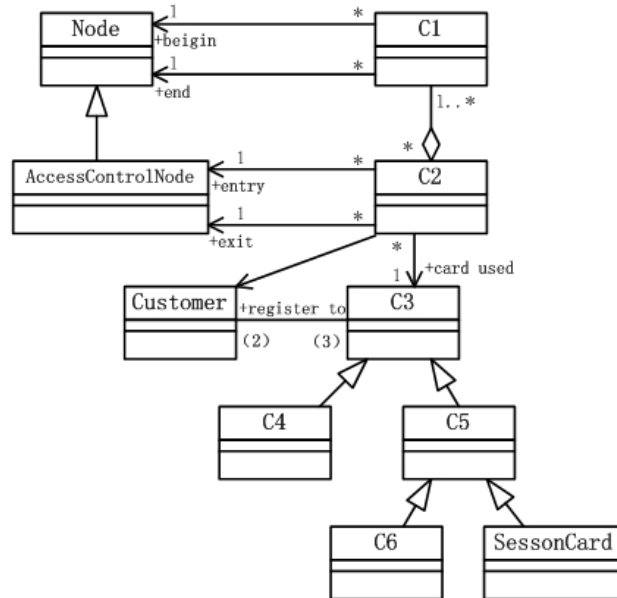 Node
1
*
C1
+beigin
1
*
+end
1..*
*
AccessControlNode
1
*
C2
+entry
1
*
+exit
*
1
+card used
Customer
+register to
C3
(2)
(3)
C4
C5
C6
SessonCard